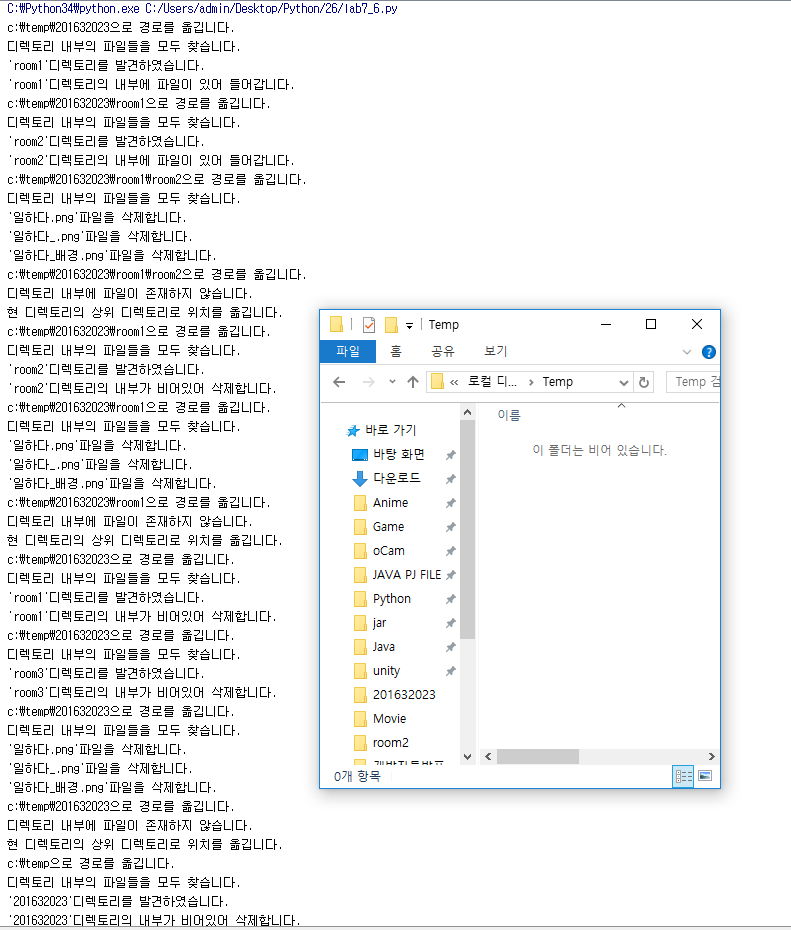 C:\Python34\python.exe C:/Users/admin/Desktop/Python/26/lab7_6.py
c:\temp\201632023으로 경로를 옮깁니다.
디렉토리 내부의 파일들을 모두 찾습니다.
'room1'디렉토리를 발견하였습니다.
'room1'디렉토리의 내부에 파일이 있어 들어갑니다.
c:\temp\201632023\room1으로 경로를 옮깁니다.
디렉토리 내부의 파일들을 모두 찾습니다.
'room2'디렉토리를 발견하였습니다.
'room2'디렉토리의 내부에 파일이 있어 들어갑니다.
c:\temp\201632023\room1\room2으로 경로를 옮깁니다.
디렉토리 내부의 파일들을 모두 찾습니다.
'일하다.png'파일을 삭제합니다.
'일하다_.png'파일을 삭제합니다.
'일하다_배경.png'파일을 삭제합니다.
c:\temp\201632023\room1\room2으로 경로를 옮깁니다.
디렉토리 내부에 파일이 존재하지 않습니다.
현 디렉토리의 상위 디렉토리로 위치를 옮깁니다.
c:\temp\201632023\room1으로 경로를 옮깁니다.
디렉토리 내부의 파일들을 모두 찾습니다.
'room2'디렉토리를 발견하였습니다.
'room2'디렉토리의 내부가 비어있어 삭제합니다.
c:\temp\201632023\room1으로 경로를 옮깁니다.
디렉토리 내부의 파일들을 모두 찾습니다.
'일하다.png'파일을 삭제합니다.
'일하다_.png'파일을 삭제합니다.
'일하다_배경.png'파일을 삭제합니다.
c:\temp\201632023\room1으로 경로를 옮깁니다.
디렉토리 내부에 파일이 존재하지 않습니다.
현 디렉토리의 상위 디렉토리로 위치를 옮깁니다.
c:\temp\201632023으로 경로를 옮깁니다.
디렉토리 내부의 파일들을 모두 찾습니다.
'room1'디렉토리를 발견하였습니다.
'room1'디렉토리의 내부가 비어있어 삭제합니다.
c:\temp\201632023으로 경로를 옮깁니다.
디렉토리 내부의 파일들을 모두 찾습니다.
'room3'디렉토리를 발견하였습니다.
'room3'디렉토리의 내부가 비어있어 삭제합니다.
c:\temp\201632023으로 경로를 옮깁니다.
디렉토리 내부의 파일들을 모두 찾습니다.
'일하다.png'파일을 삭제합니다.
'일하다_.png'파일을 삭제합니다.
'일하다_배경.png'파일을 삭제합니다.
c:\temp\201632023으로 경로를 옮깁니다.
디렉토리 내부에 파일이 존재하지 않습니다.
현 디렉토리의 상위 디렉토리로 위치를 옮깁니다.
c:\temp으로 경로를 옮깁니다.
디렉토리 내부의 파일들을 모두 찾습니다.
'201632023'디렉토리를 발견하였습니다.
'201632023'디렉토리의 내부가 비어있어 삭제합니다.
Temp
파일 홈 공유 보기
« 로컬 디... › Temp
Temp 검
바로 가기
바탕 화면
다운로드
Anime
Game
oCam
JAVA PJ FILE
Python
jar
Java
unity
201632023
Movie
room2
이름
이 폴더는 비어 있습니다.
0개 항목